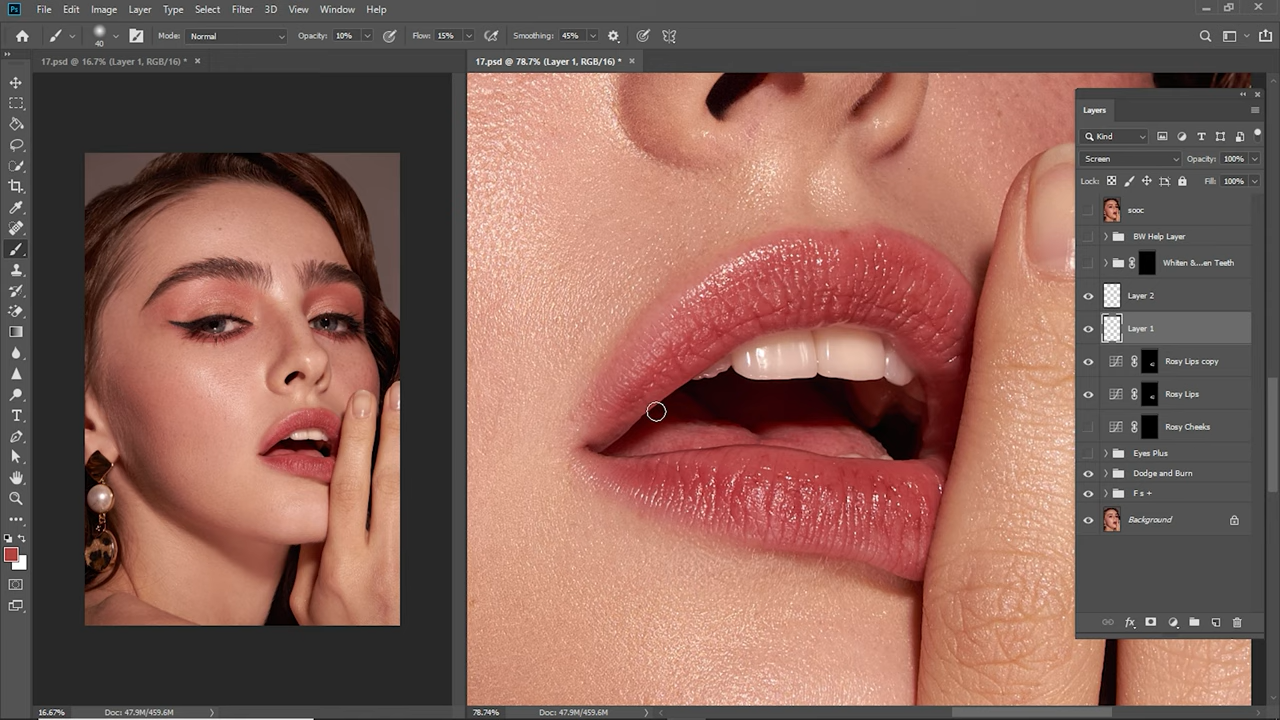 Ps File Edit Image Layer Type Select Filter 3D View Window Help
40 Mode: Normal Opacity: 10% Flow: 15% Smoothing: 45%
17.psd @ 16.7% (Layer 1, RGB/16) *
17.psd @ 78.7% (Layer 1, RGB/16) *
Layers
Kind
Screen Opacity: 100%
Lock: Fill: 100%
sooc
BW Help Layer
Whiten &...en Teeth
Layer 2
Layer 1
Rosy Lips copy
Rosy Lips
Rosy Cheeks
Eyes Plus
Dodge and Burn
F s +
Background
fx
16.67% Doc: 47.9M/459.6M
78.74% Doc: 47.9M/459.6M